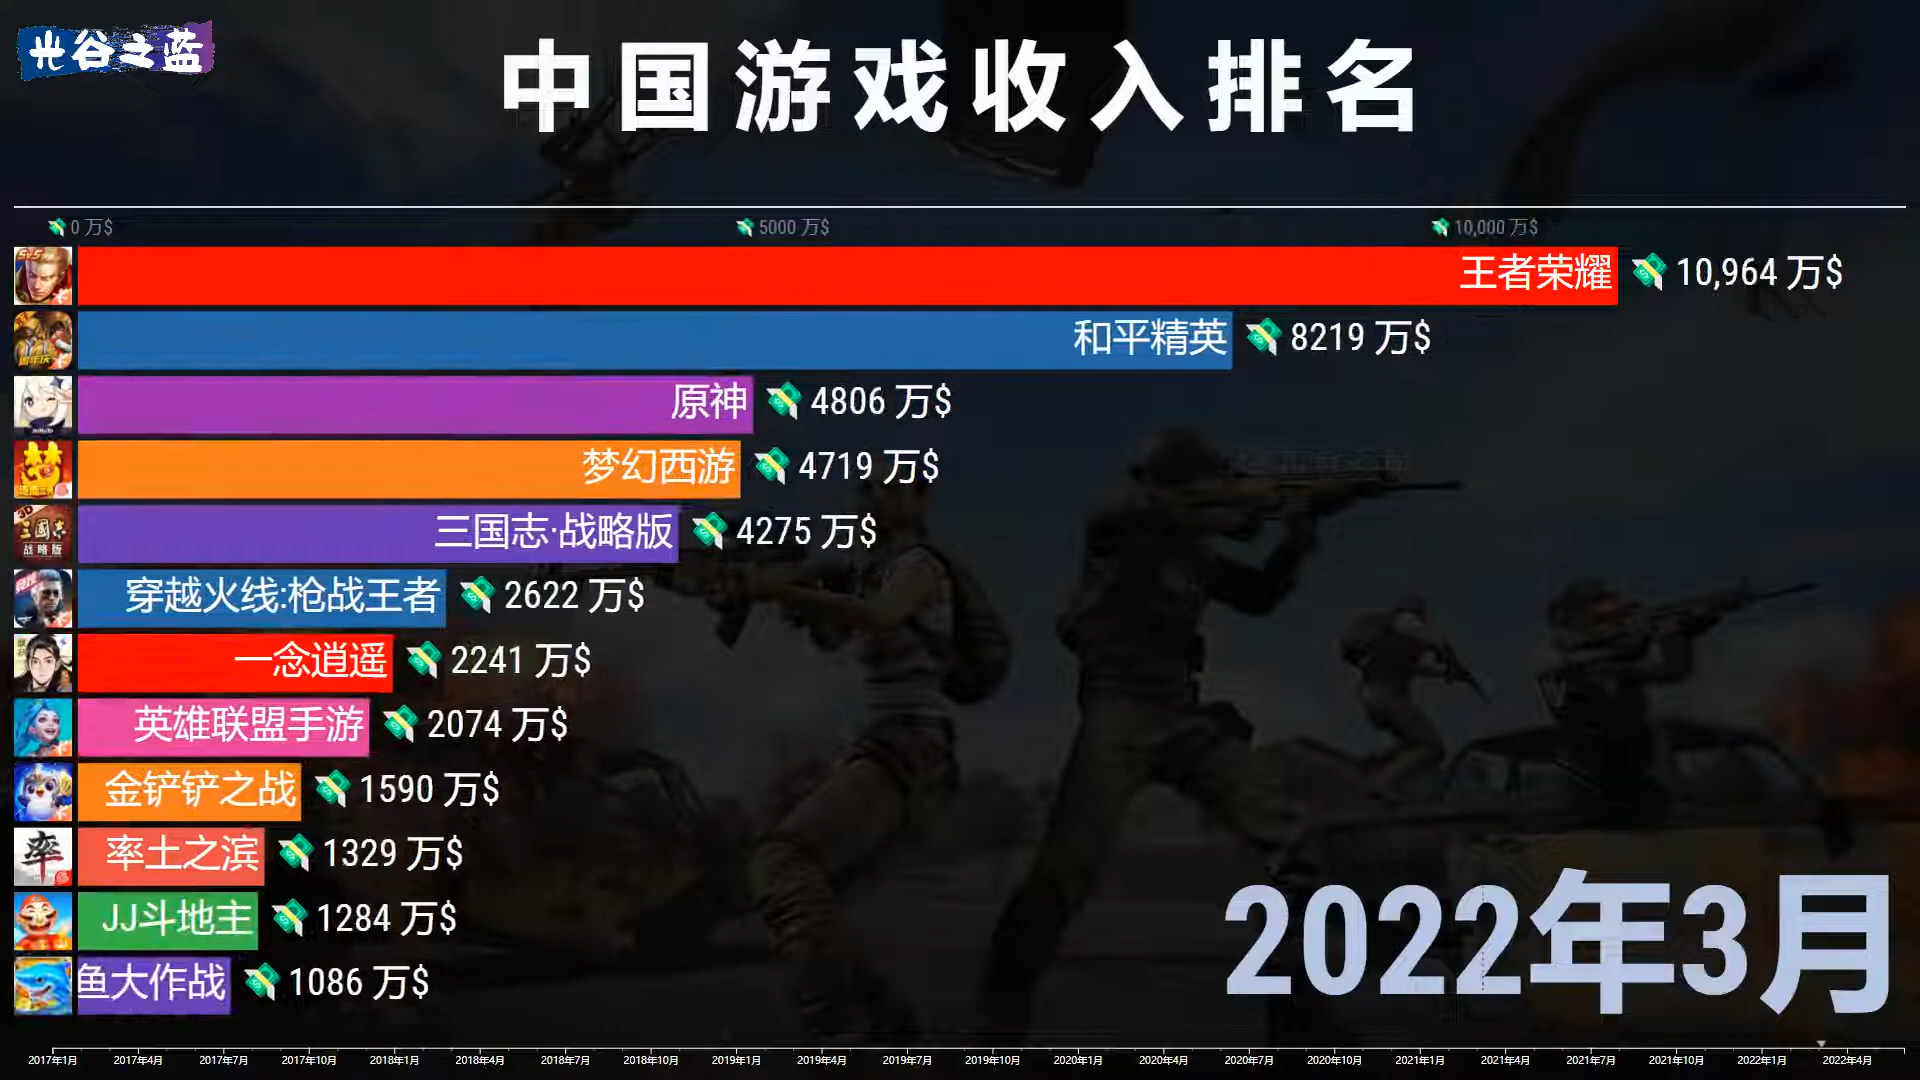 光谷之蓝
中国游戏收入排名
0 万$ 5000 万$ 10,000 万$
王者荣耀 10,964 万$
和平精英 8219 万$
原神 4806 万$
梦幻西游 4719 万$
三国志·战略版 4275 万$
穿越火线:枪战王者 2622 万$
一念逍遥 2241 万$
英雄联盟手游 2074 万$
金铲铲之战 1590 万$
率土之滨 1329 万$
JJ斗地主 1284 万$
鱼大作战 1086 万$
2022年3月
2017年1月 2017年4月 2017年7月 2017年10月 2018年1月 2018年4月 2018年7月 2018年10月 2019年1月 2019年4月 2019年7月 2019年10月 2020年1月 2020年4月 2020年7月 2020年10月 2021年1月 2021年4月 2021年7月 2021年10月 2022年1月 2022年4月